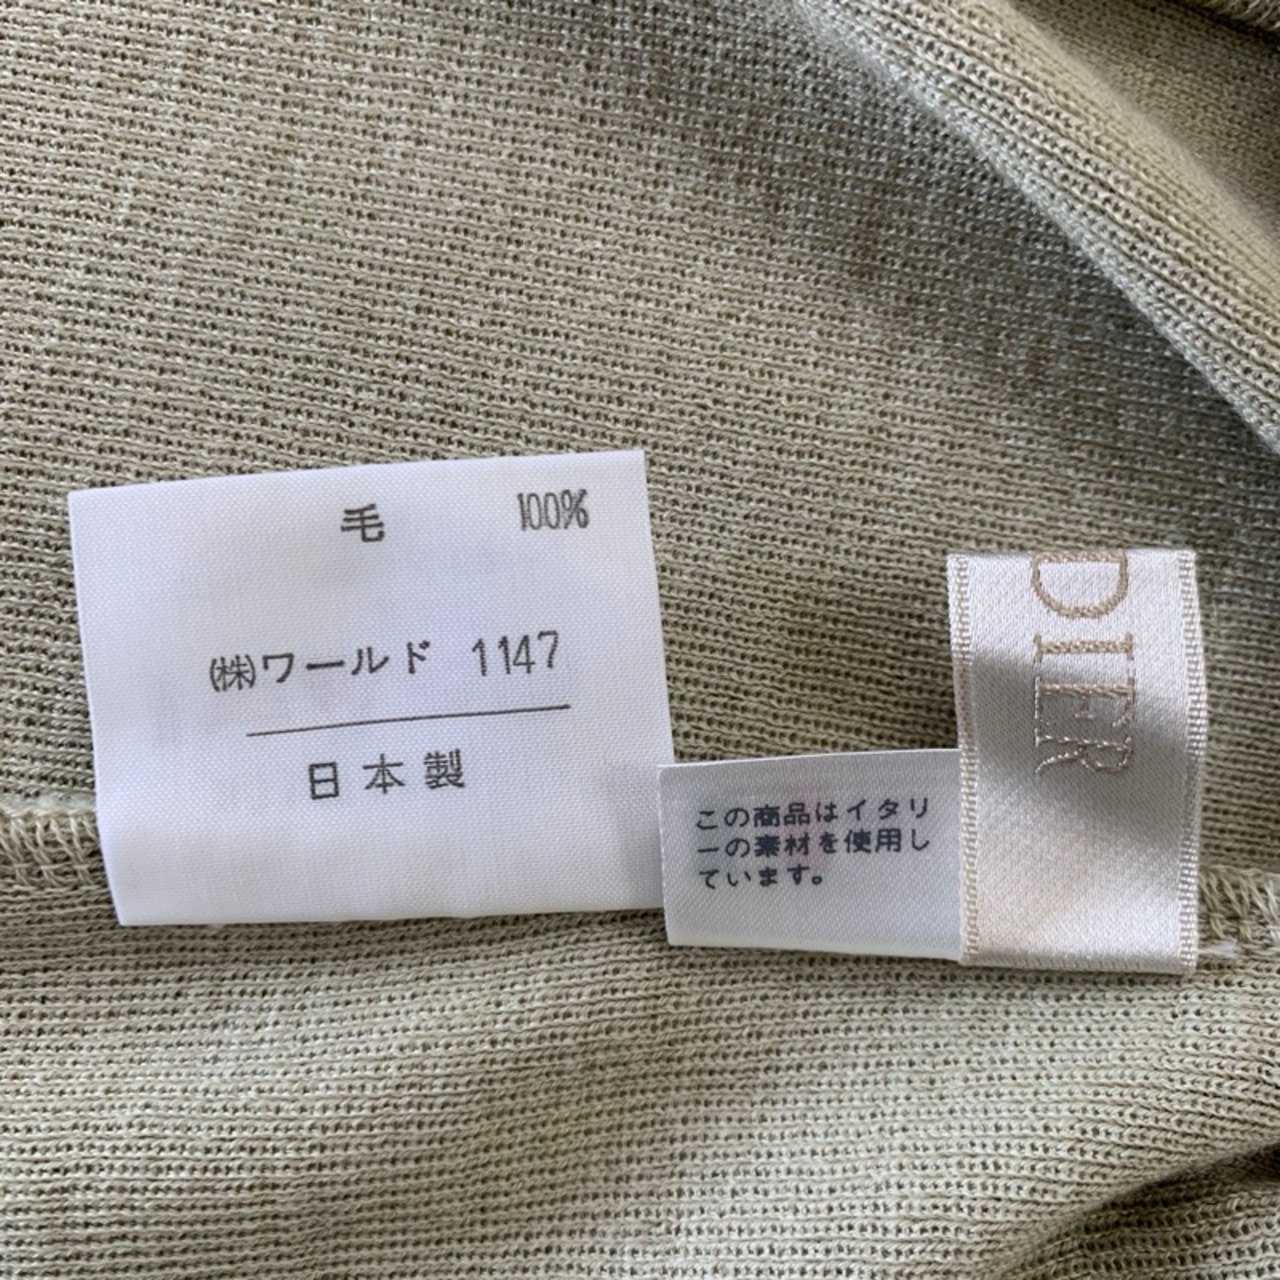 毛 100%
㈱ワールド 1147
日本製
この商品はイタリ
ーの素材を使用し
ています。
DIER